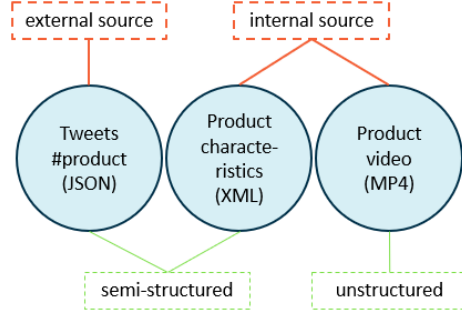 external source
internal source
Tweets
#product
(JSON)
Product
characte-
ristics
(XML)
Product
video
(MP4)
semi-structured
unstructured